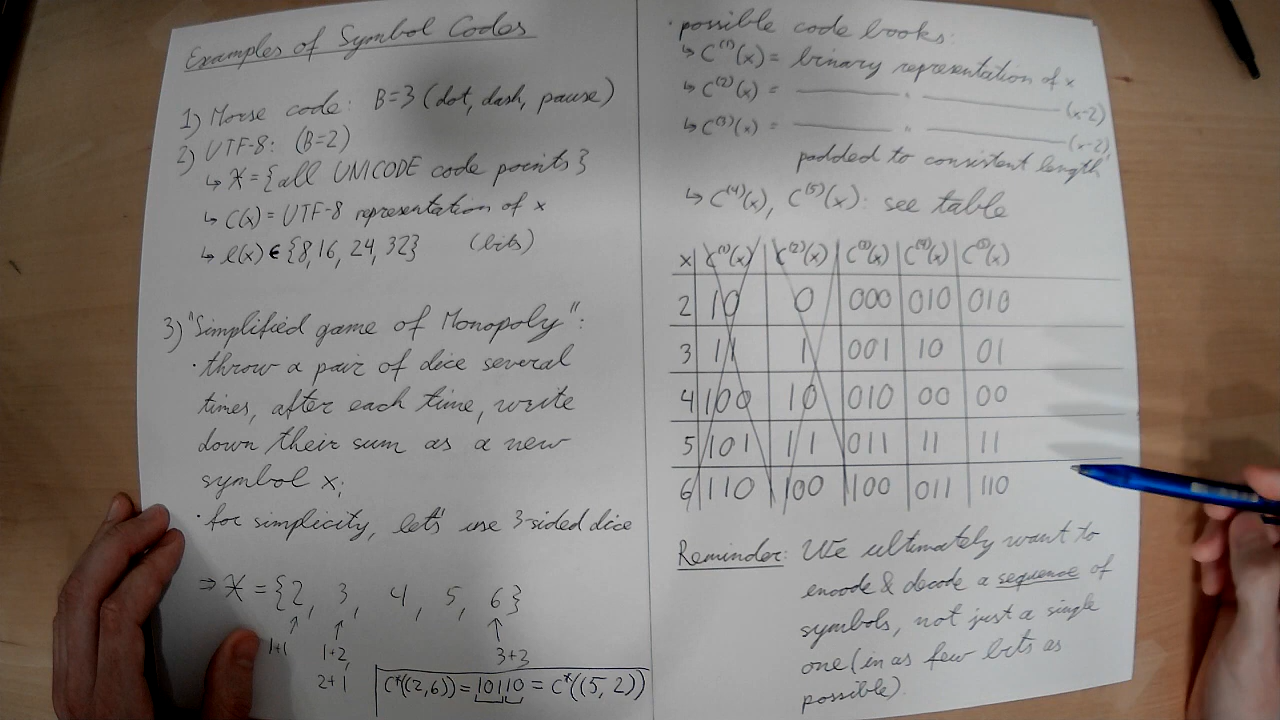 Examples of Symbol Codes
1) Morse code: B=3 (dot, dash, pause)
2) UTF-8: (B=2)
↳ 𝒳 = {all UNICODE code points}
↳ C(x) = UTF-8 representation of x
↳ ℓ(x) ∈ {8, 16, 24, 32} (bits)
3) "Simplified game of Monopoly":
· throw a pair of dice several
times, after each time, write
down their sum as a new
symbol xᵢ
· for simplicity, let's use 3-sided dice
⇒ 𝒳 = {2, 3, 4, 5, 6}
↑ ↑ ↑
1+1 1+2, 3+3
2+1
C*((2,6)) = 10110 = C*((5,2))
· possible code books:
↳ C⁽¹⁾(x) = binary representation of x
↳ C⁽²⁾(x) = —— " —— (x-2)
↳ C⁽³⁾(x) = —— " —— (x-2)
padded to consistent length
↳ C⁽⁴⁾(x), C⁽⁵⁾(x): see table
x C⁽¹⁾(x) C⁽²⁾(x) C⁽³⁾(x) C⁽⁴⁾(x) C⁽⁵⁾(x)
2 10 0 000 010 010
3 11 1 001 10 01
4 100 10 010 00 00
5 101 11 011 11 11
6 110 100 100 011 110
Reminder: We ultimately want to
encode & decode a sequence of
symbols, not just a single
one (in as few bits as
possible).